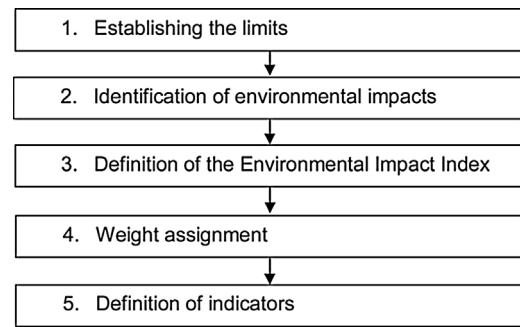 1. Establishing the limits
2. Identification of environmental impacts
3. Definition of the Environmental Impact Index
4. Weight assignment
5. Definition of indicators